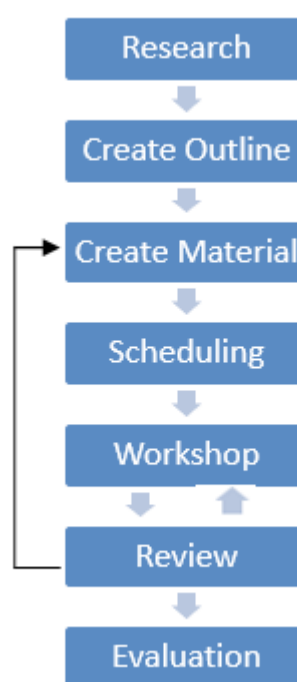 Research
Create Outline
Create Material
Scheduling
Workshop
Review
Evaluation